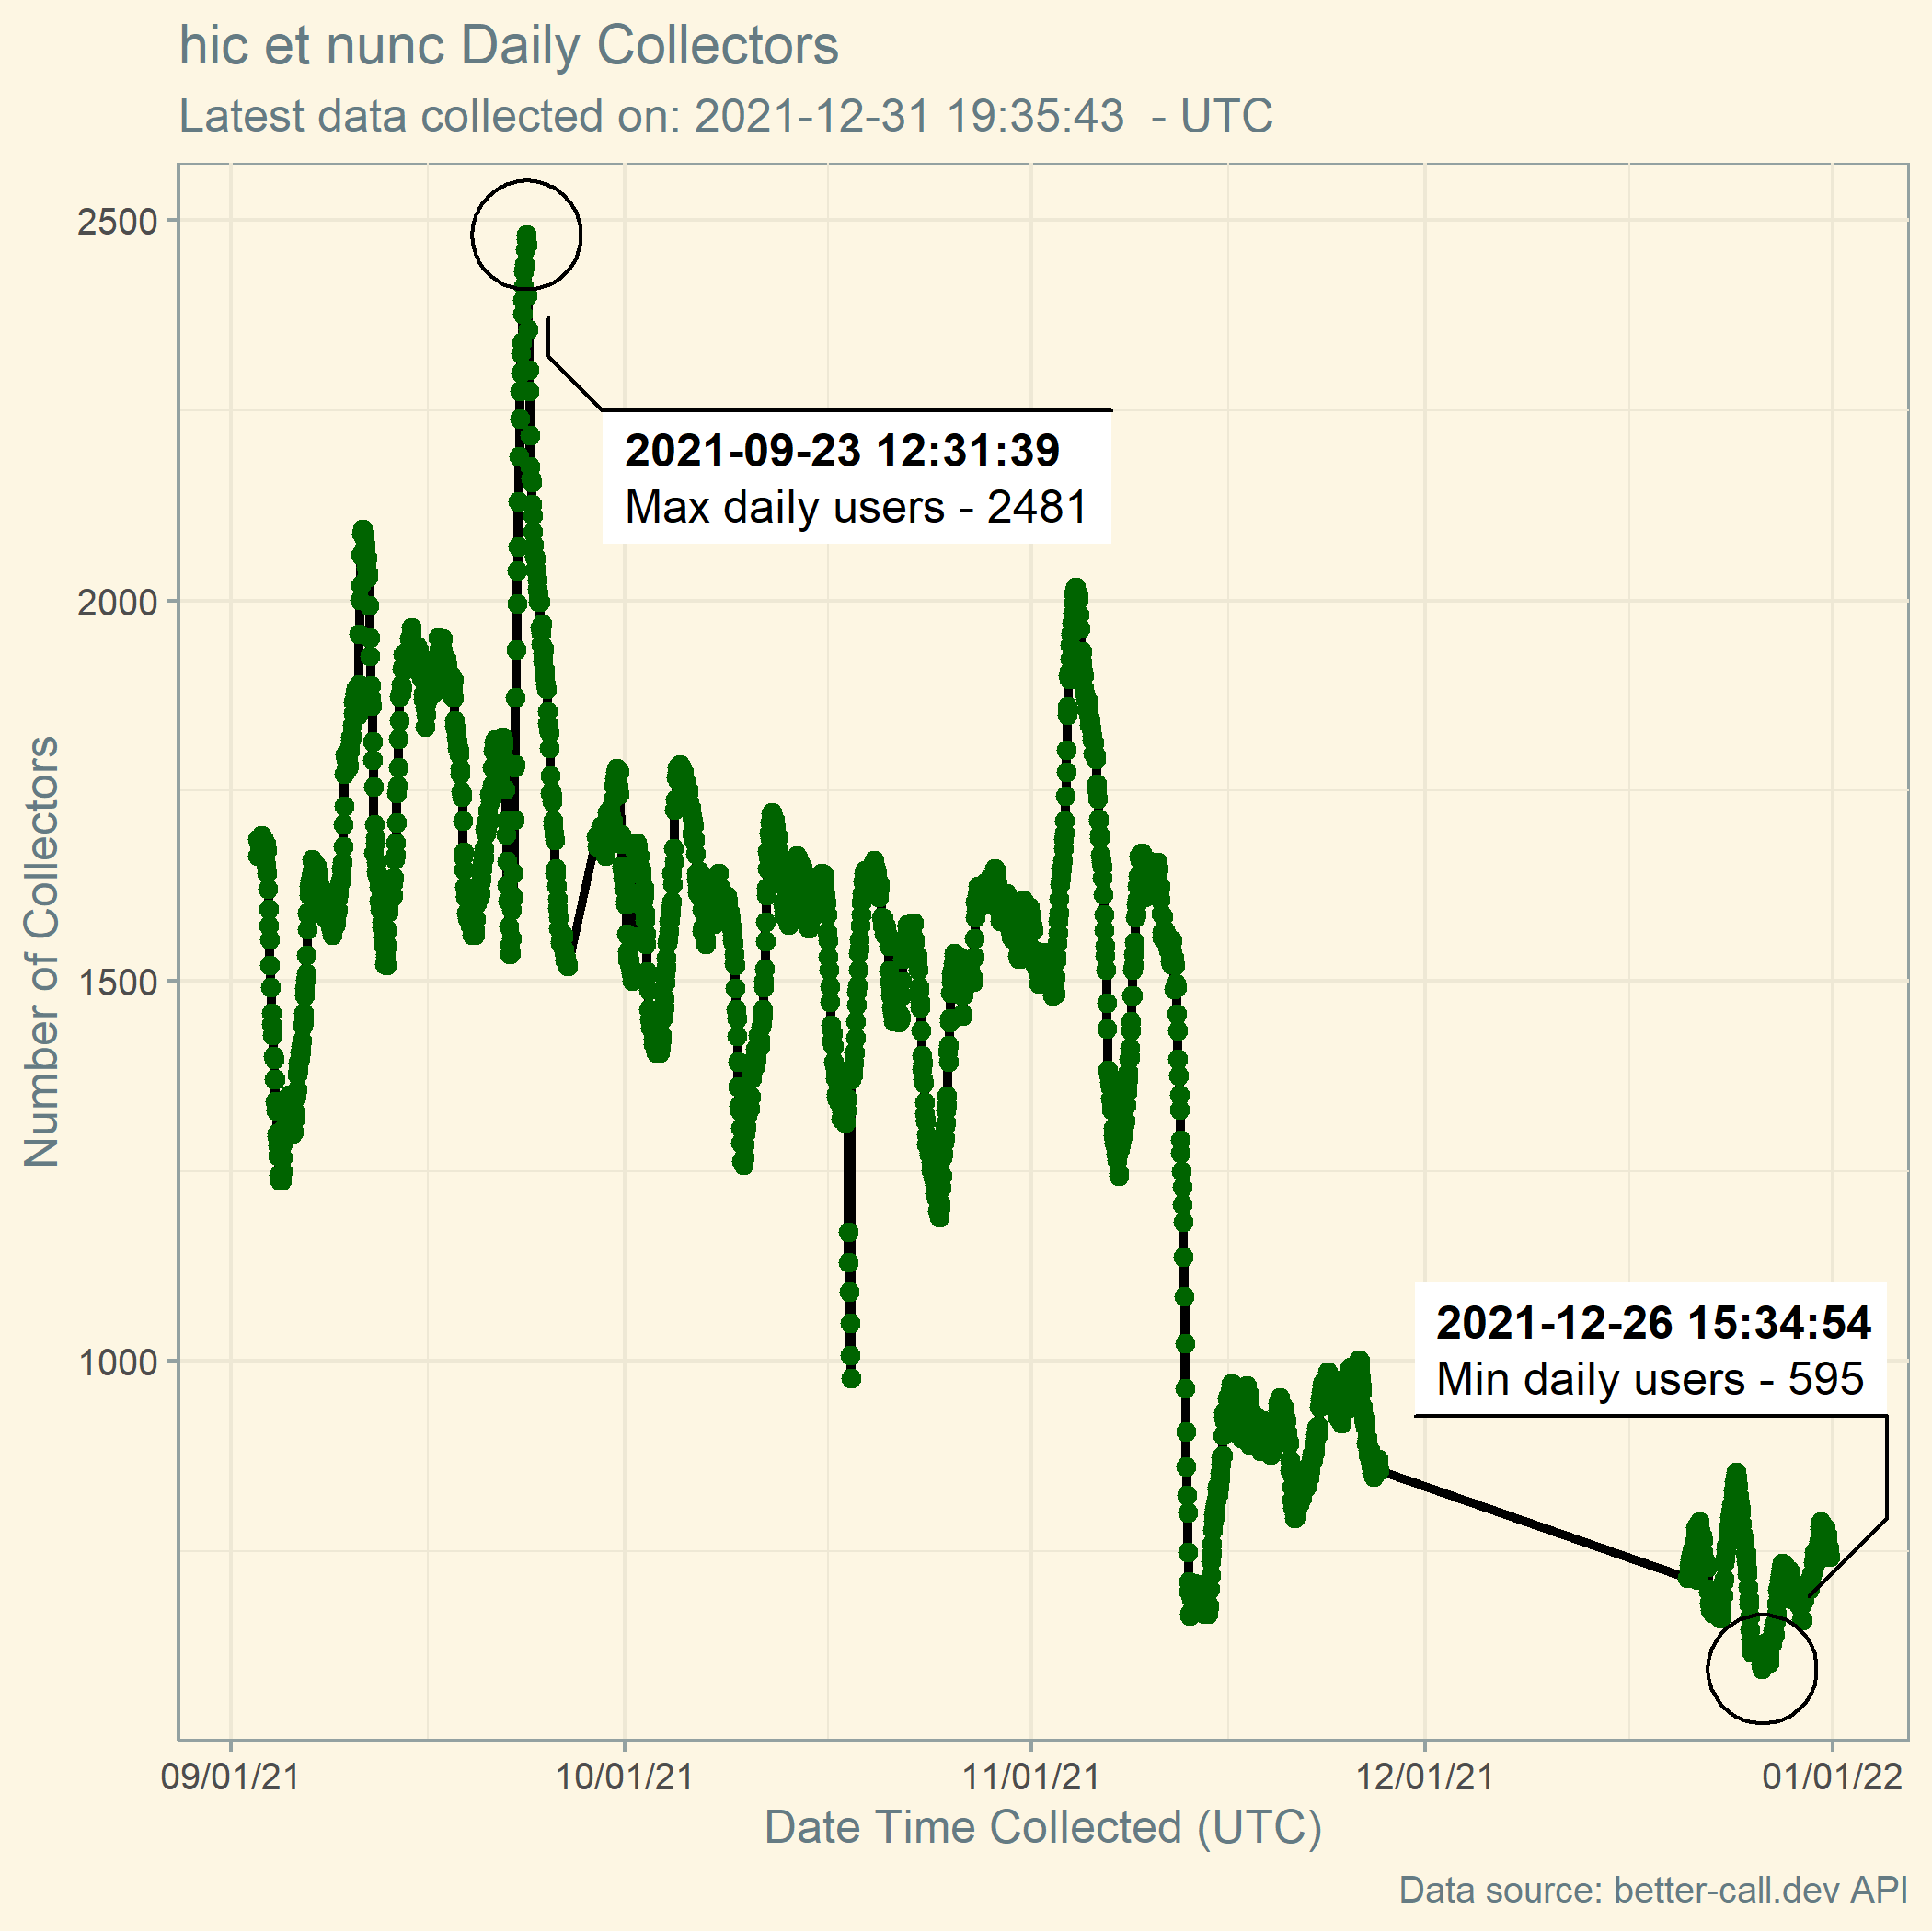 hic et nunc Daily Collectors
Latest data collected on: 2021-12-31 19:35:43  - UTC
Number of Collectors
2500
2000
1500
1000
2021-09-23 12:31:39
Max daily users - 2481
2021-12-26 15:34:54
Min daily users - 595
09/01/21 10/01/21 11/01/21 12/01/21 01/01/22
Date Time Collected (UTC)
Data source: better-call.dev API